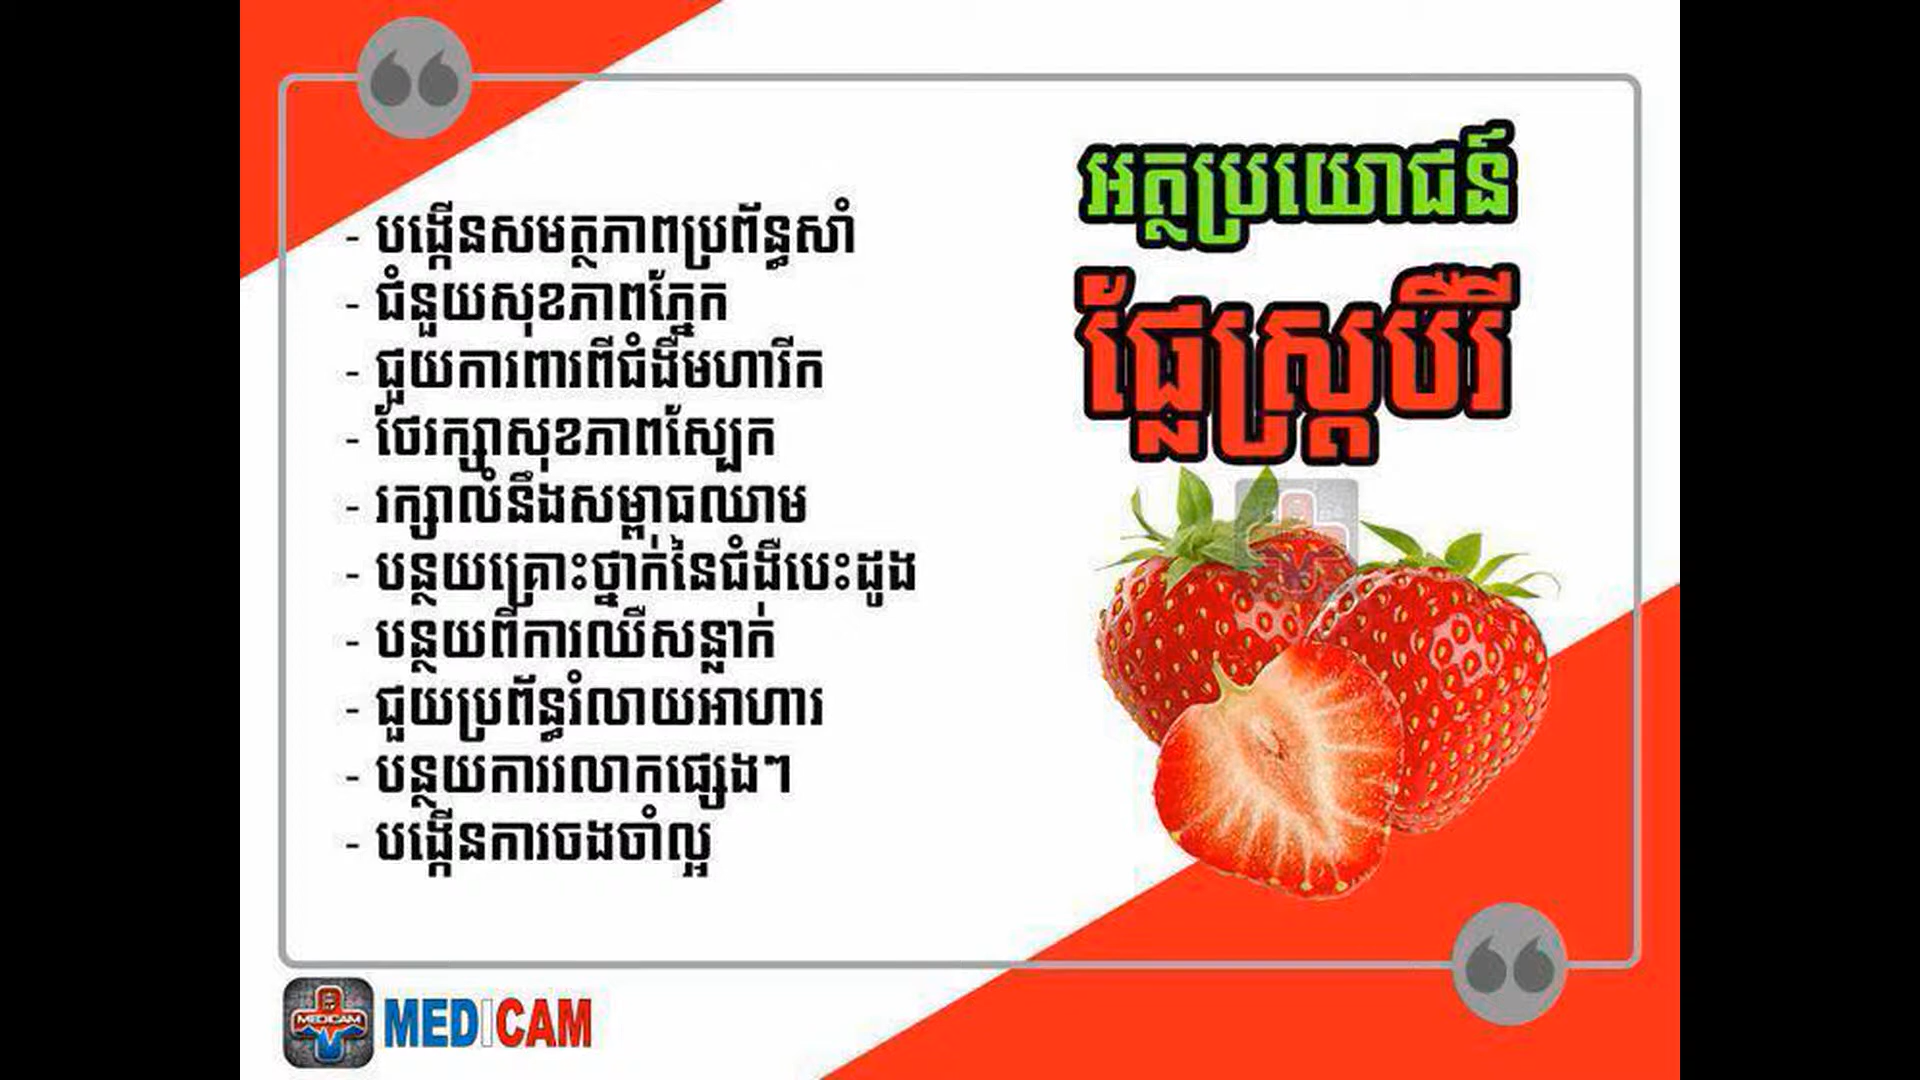 អត្ថប្រយោជន៍
ផ្លែស្ត្របឺរី
- បង្កើនសមត្ថភាពប្រព័ន្ធសាំ
- ជំនួយសុខភាពភ្នែក
- ជួយការពារពីជំងឺមហារីក
- ថែរក្សាសុខភាពស្បែក
- រក្សាលំនឹងសម្ពាធឈាម
- បន្ថយគ្រោះថ្នាក់នៃជំងឺបេះដូង
- បន្ថយពីការឈឺសន្លាក់
- ជួយប្រព័ន្ធរំលាយអាហារ
- បន្ថយការរលាកផ្សេងៗ
- បង្កើនការចងចាំល្អ
MEDICAM
MEDICAM